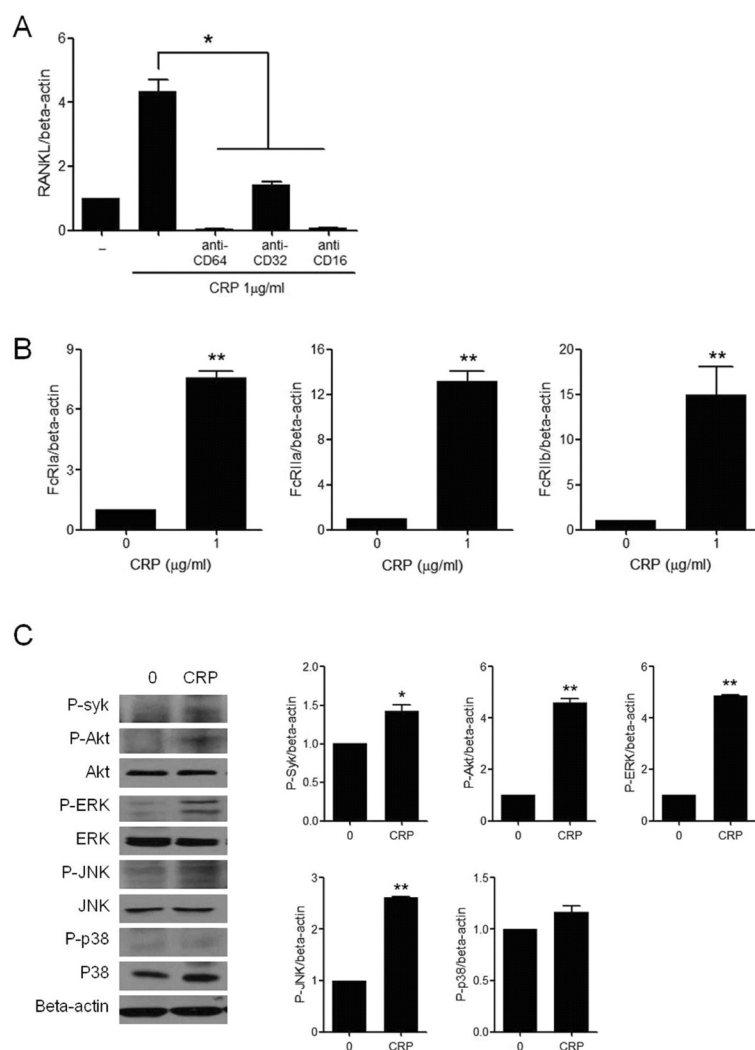 A
*
RANKL/beta-actin
6
4
2
0
–
anti-
CD64
anti-
CD32
anti
CD16
CRP 1μg/ml
B
**
FcRIa/beta-actin
9
6
3
0
0
1
CRP (μg/ml)
**
FcRIIa/beta-actin
16
12
8
4
0
0
1
CRP (μg/ml)
**
FcRIIb/beta-actin
20
15
10
5
0
0
1
CRP (μg/ml)
C
0
CRP
P-syk
P-Akt
Akt
P-ERK
ERK
P-JNK
JNK
P-p38
P38
Beta-actin
*
P-Syk/beta-actin
2.0
1.5
1.0
0.5
0.0
0
CRP
**
P-Akt/beta-actin
6
4
2
0
0
CRP
**
P-ERK/beta-actin
6
4
2
0
0
CRP
**
P-JNK/beta-actin
3
2
1
0
0
CRP
P-p38/beta-actin
1.5
1.0
0.5
0.0
0
CRP